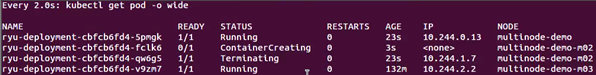 Every 2.0s: kubectl get pod -o wide
NAME READY STATUS RESTARTS AGE IP NODE
ryu-deployment-cbfcb6fd4-5pmgk 1/1 Running 0 23s 10.244.0.13 multinode-demo
ryu-deployment-cbfcb6fd4-fclk6 0/1 ContainerCreating 0 3s <none> multinode-demo-m02
ryu-deployment-cbfcb6fd4-qw6g5 1/1 Terminating 0 23s 10.244.1.7 multinode-demo-m02
ryu-deployment-cbfcb6fd4-v9zm7 1/1 Running 0 132m 10.244.2.2 multinode-demo-m03